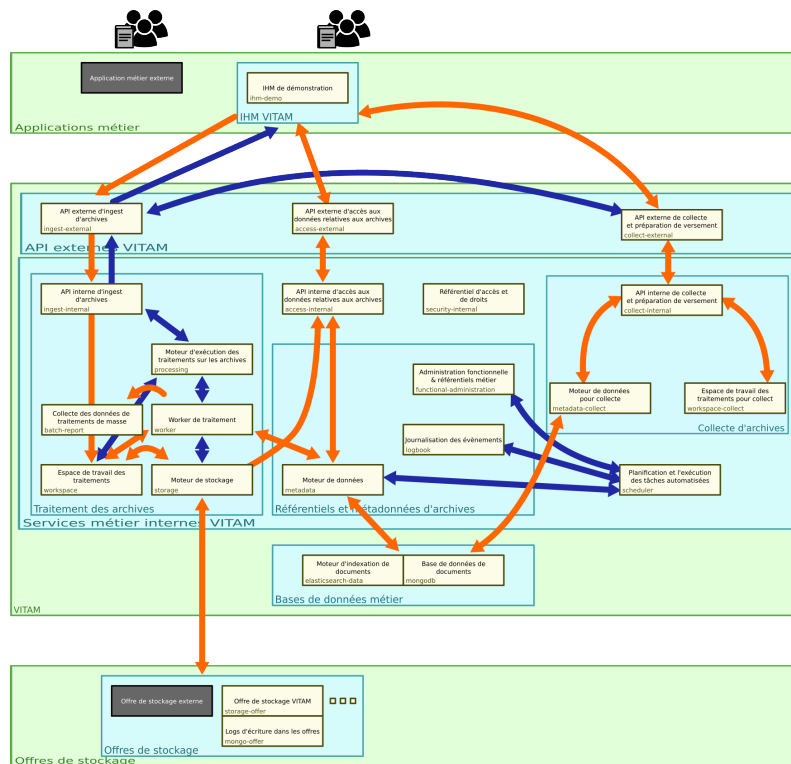 Application métier externe
IHM de démonstration
ihm-demo
IHM VITAM
Applications métier
API externe d'ingest
d'archives
ingest-external
API externe d'accès aux
données relatives aux archives
access-external
API externe de collecte
et préparation de versement
collect-external
API externes VITAM
API interne d'ingest
d'archives
ingest-internal
API interne d'accès aux
données relatives aux archives
access-internal
Référentiel d'accès et
de droits
security-internal
API interne de collecte
et préparation de versement
collect-internal
Moteur d'exécution des
traitements sur les archives
processing
Administration fonctionnelle
& référentiels métier
functional-administration
Moteur de données
pour collecte
metadata-collect
Espace de travail des
traitements pour collect
workspace-collect
Collecte d'archives
Collecte des données de
traitements de masse
batch-report
Worker de traitement
worker
Journalisation des évènements
logbook
Espace de travail des
traitements
workspace
Moteur de stockage
storage
Moteur de données
metadata
Planification et l'exécution
des tâches automatisées
scheduler
Traitement des archives
Référentiels et métadonnées d'archives
Services métier internes VITAM
Moteur d'indexation de
documents
elasticsearch-data
Base de données de
documents
mongodb
Bases de données métier
VITAM
Offre de stockage externe
Offre de stockage VITAM
storage-offer
Logs d'écriture dans les offres
mongo-offer
Offres de stockage
Offres de stockage